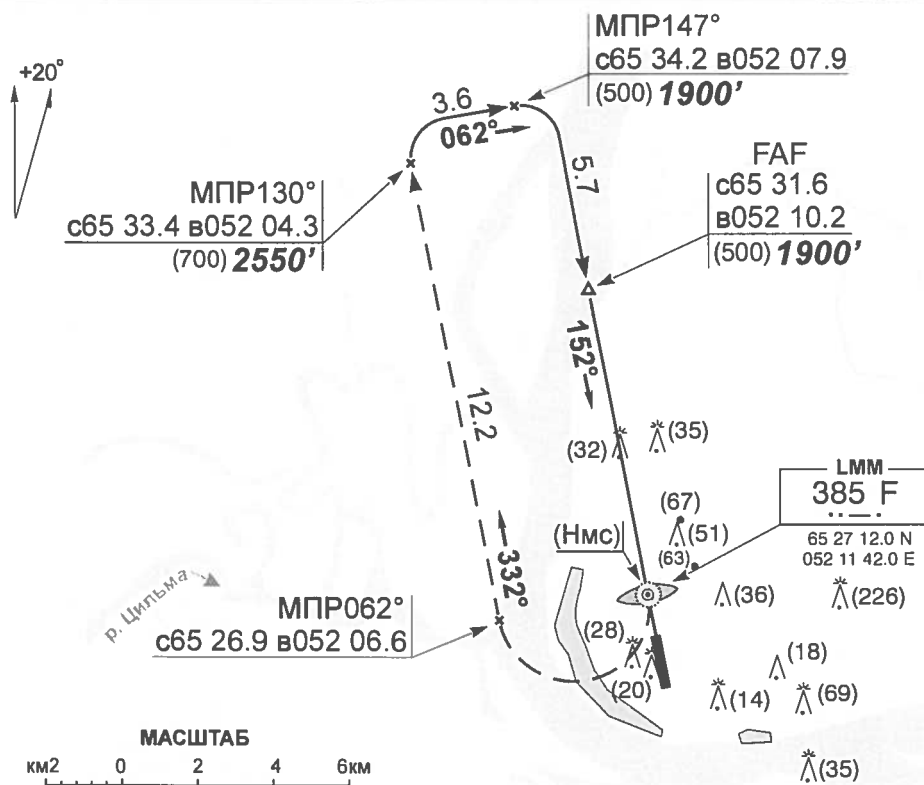 МПР147°
с65 34.2 в052 07.9
(500) 1900'
+20°
3.6
062°
5.7
FAF
с65 31.6
в052 10.2
(500) 1900'
МПР130°
с65 33.4 в052 04.3
(700) 2550'
152°
12.2
(32)
(35)
LMM
385 F
65 27 12.0 N
052 11 42.0 E
(67)
(51)
(63)
(Нмс)
332°
(36)
(226)
р. Цильма
МПР062°
с65 26.9 в052 06.6
(28)
(20)
(18)
(14)
(69)
МАСШТАБ
км2 0 2 4 6км
(35)